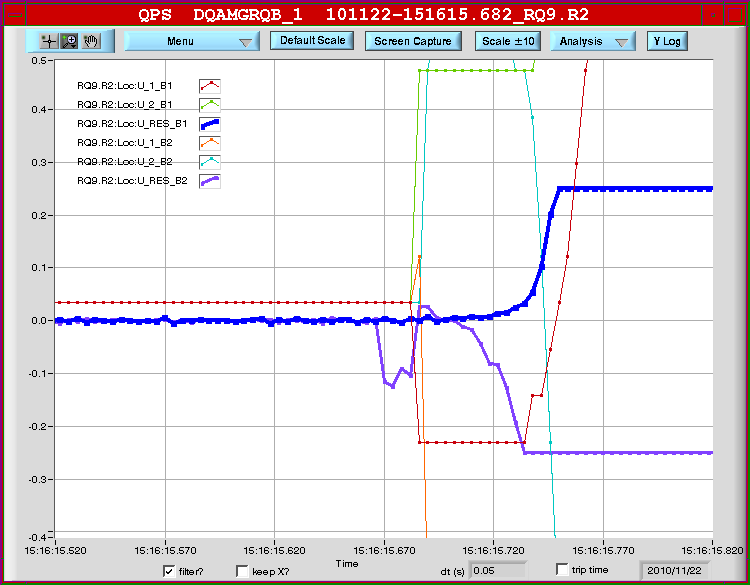 QPS DQAMGRQB_1 101122-151615.682_RQ9.R2
Menu Default Scale Screen Capture Scale ±10 Analysis Y Log
RQ9.R2:Loc:U_1_B1
RQ9.R2:Loc:U_2_B1
RQ9.R2:Loc:U_RES_B1
RQ9.R2:Loc:U_1_B2
RQ9.R2:Loc:U_2_B2
RQ9.R2:Loc:U_RES_B2
0.5
0.4
0.3
0.2
0.1
0.0
-0.1
-0.2
-0.3
-0.4
15:16:15.520 15:16:15.570 15:16:15.620 15:16:15.670 15:16:15.720 15:16:15.770 15:16:15.820
Time
filter? keep X? dt (s) 0.05 trip time 2010/11/22